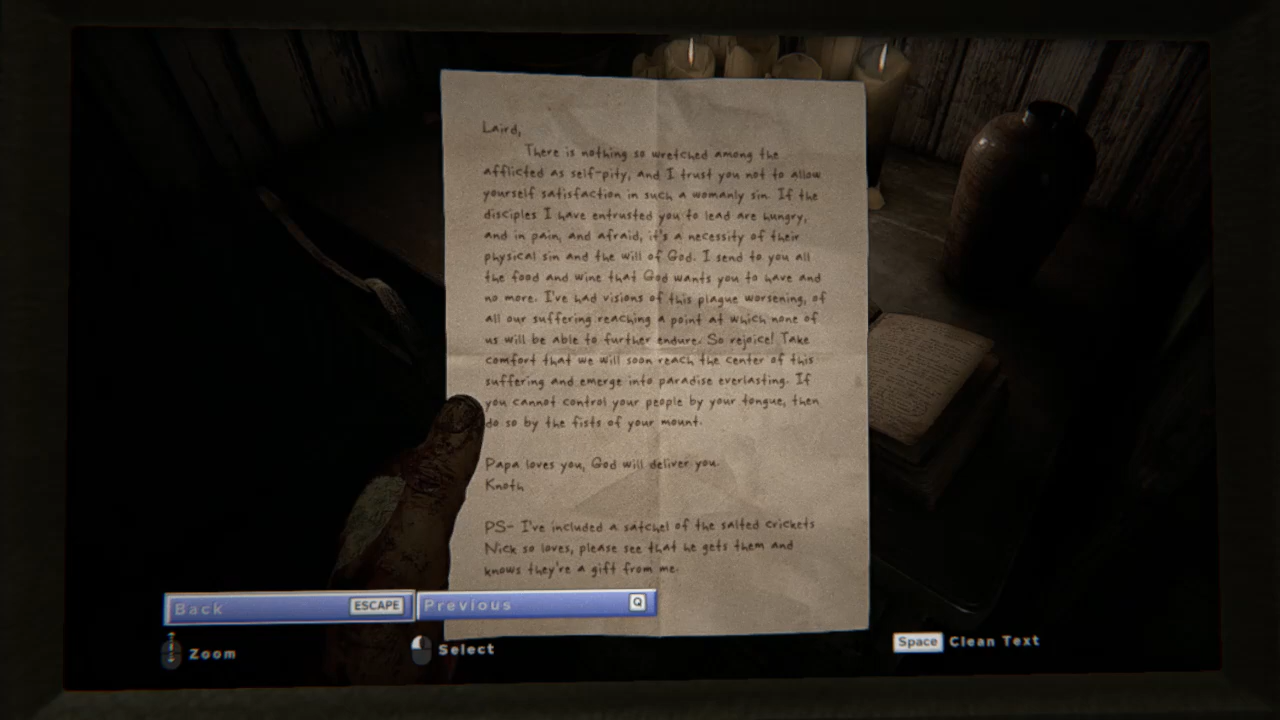 Laird,
There is nothing so wretched among the
afflicted as self-pity, and I trust you not to allow
yourself satisfaction in such a womanly sin. If the
disciples I have entrusted you to lead are hungry,
and in pain, and afraid, it's a necessity of their
physical sin and the will of God. I send to you all
the food and wine that God wants you to have and
no more. I've had visions of this plague worsening, of
all our suffering reaching a point at which none of
us will be able to further endure. So rejoice! Take
comfort that we will soon reach the center of this
suffering and emerge into paradise everlasting. If
you cannot control your people by your tongue, then
do so by the fists of your mount.
Papa loves you, God will deliver you.
Knoth
PS- I've included a satchel of the salted crickets
Nick so loves, please see that he gets them and
knows they're a gift from me.
Back ESCAPE Previous Q
Zoom Select Space Clean Text